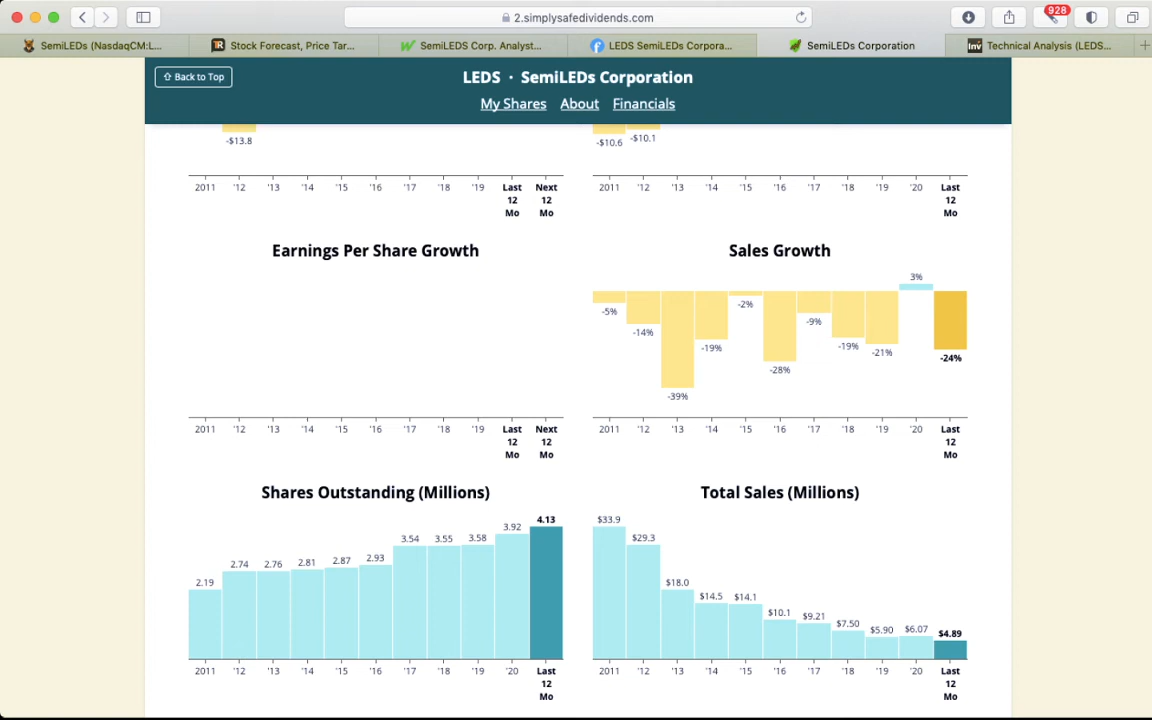 928
2.simplysafedividends.com
SemiLEDs (NasdaqCM:L...
Stock Forecast, Price Tar...
SemiLEDS Corp. Analyst...
LEDS SemiLEDs Corpora...
SemiLEDs Corporation
Technical Analysis (LEDS...
Back to Top
LEDS · SemiLEDs Corporation
My Shares About Financials
-$13.8
2011 '12 '13 '14 '15 '16 '17 '18 '19 Last 12 Mo Next 12 Mo
-$10.6 -$10.1
2011 '12 '13 '14 '15 '16 '17 '18 '19 '20 Last 12 Mo
Earnings Per Share Growth
2011 '12 '13 '14 '15 '16 '17 '18 '19 Last 12 Mo Next 12 Mo
Sales Growth
-5% -14% -39% -19% -2% -28% -9% -19% -21% 3% -24%
2011 '12 '13 '14 '15 '16 '17 '18 '19 '20 Last 12 Mo
Shares Outstanding (Millions)
2.19 2.74 2.76 2.81 2.87 2.93 3.54 3.55 3.58 3.92 4.13
2011 '12 '13 '14 '15 '16 '17 '18 '19 '20 Last 12 Mo
Total Sales (Millions)
$33.9 $29.3 $18.0 $14.5 $14.1 $10.1 $9.21 $7.50 $5.90 $6.07 $4.89
2011 '12 '13 '14 '15 '16 '17 '18 '19 '20 Last 12 Mo